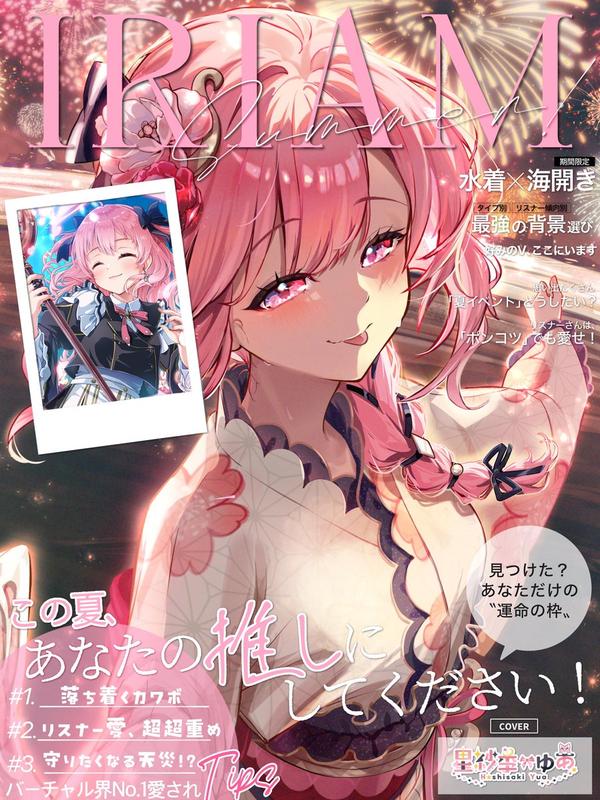 IRIAM
Summer
期間限定
水着×海開き
タイプ別 リスナー傾向別
最強の背景選び
好みのV、ここにいます
「夏イベント」どうしたい？
リスナーさんは
「ポンコツ」でも愛せ！
見つけた？
あなただけの
〝運命の枠〟
この夏、
あなたの推しに
してください！
#1. 落ち着くカワボ
#2. リスナー愛、超超重め
#3. 守りたくなる天災!?
バーチャル界No.1愛され
Tips
COVER
星紗華やゆあ
Hoshisaki Yua